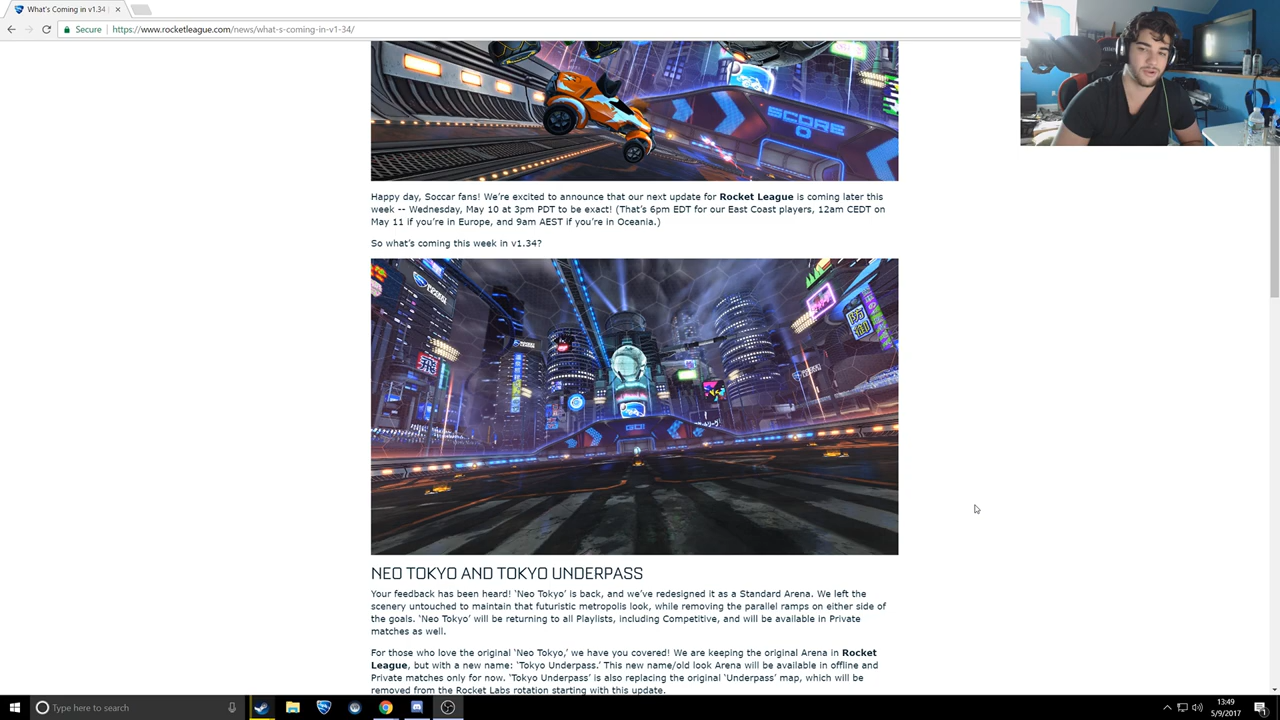 What's Coming in v1.34
Secure
https://www.rocketleague.com/news/what-s-coming-in-v1-34/
SCORE
0
Happy day, Soccar fans! We're excited to announce that our next update for Rocket League is coming later this
week -- Wednesday, May 10 at 3pm PDT to be exact! (That's 6pm EDT for our East Coast players, 12am CEDT on
May 11 if you're in Europe, and 9am AEST if you're in Oceania.)
So what's coming this week in v1.34?
GO!
NEO TOKYO AND TOKYO UNDERPASS
Your feedback has been heard! 'Neo Tokyo' is back, and we've redesigned it as a Standard Arena. We left the
scenery untouched to maintain that futuristic metropolis look, while removing the parallel ramps on either side of
the goals. 'Neo Tokyo' will be returning to all Playlists, including Competitive, and will be available in Private
matches as well.
For those who love the original 'Neo Tokyo,' we have you covered! We are keeping the original Arena in Rocket
League, but with a new name: 'Tokyo Underpass.' This new name/old look Arena will be available in offline and
Private matches only for now. 'Tokyo Underpass' is also replacing the original 'Underpass' map, which will be
removed from the Rocket Labs rotation starting with this update.
Type here to search
13:49
5/9/2017